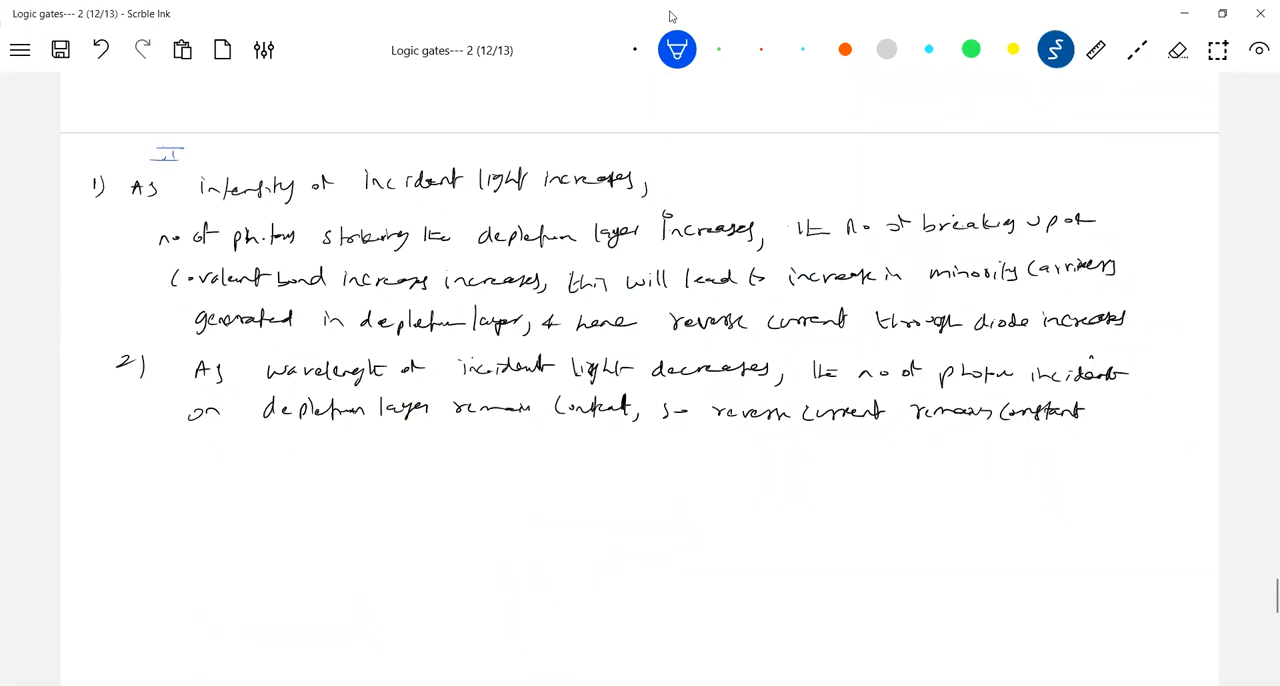 Logic gates--- 2 (12/13) - Scrble Ink
Logic gates--- 2 (12/13)
1) As intensity of incident light increases,
no of photons striking the depletion layer increases, the no of breaking up of
covalent bond increase increases, this will lead to increase in minority carriers
generated in depletion layer, & hence reverse current through diode increases
2) As wavelength of incident light decreases, the no of photon incident
on depletion layer remain constant, so reverse current remains constant